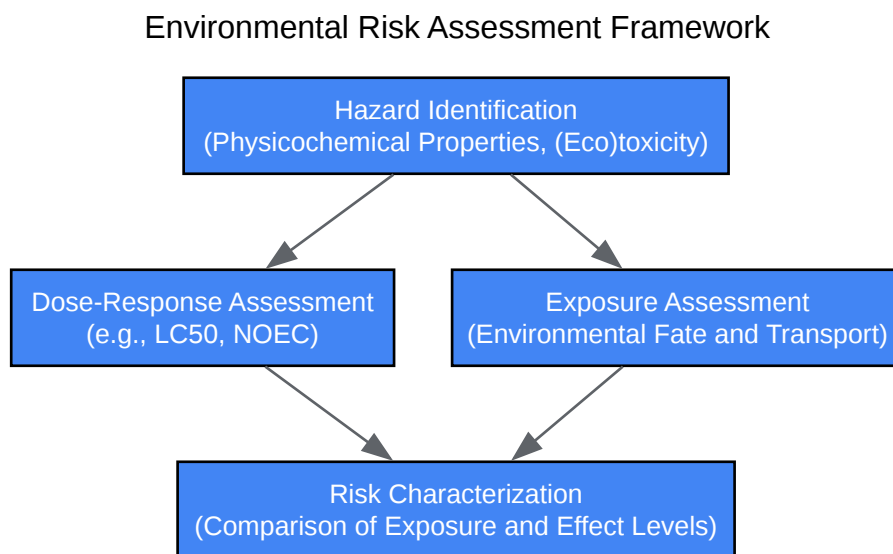 Environmental Risk Assessment Framework
Hazard Identification
(Physicochemical Properties, (Eco)toxicity)
Dose-Response Assessment
(e.g., LC50, NOEC)
Exposure Assessment
(Environmental Fate and Transport)
Risk Characterization
(Comparison of Exposure and Effect Levels)